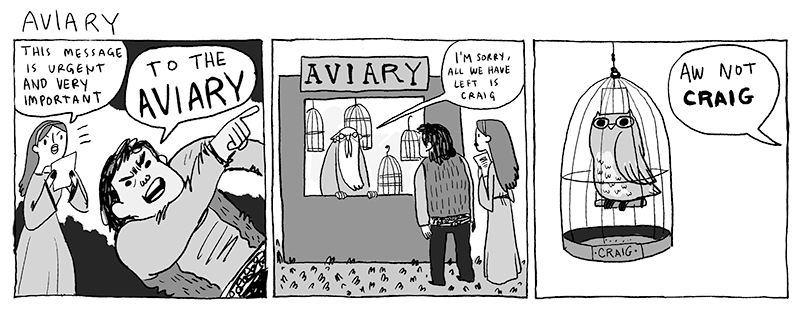 AVIARY
THIS MESSAGE
IS URGENT
AND VERY
IMPORTANT
TO THE
AVIARY
AVIARY
I'M SORRY,
ALL WE HAVE
LEFT IS
CRAIG
AW NOT
CRAIG
·CRAIG·